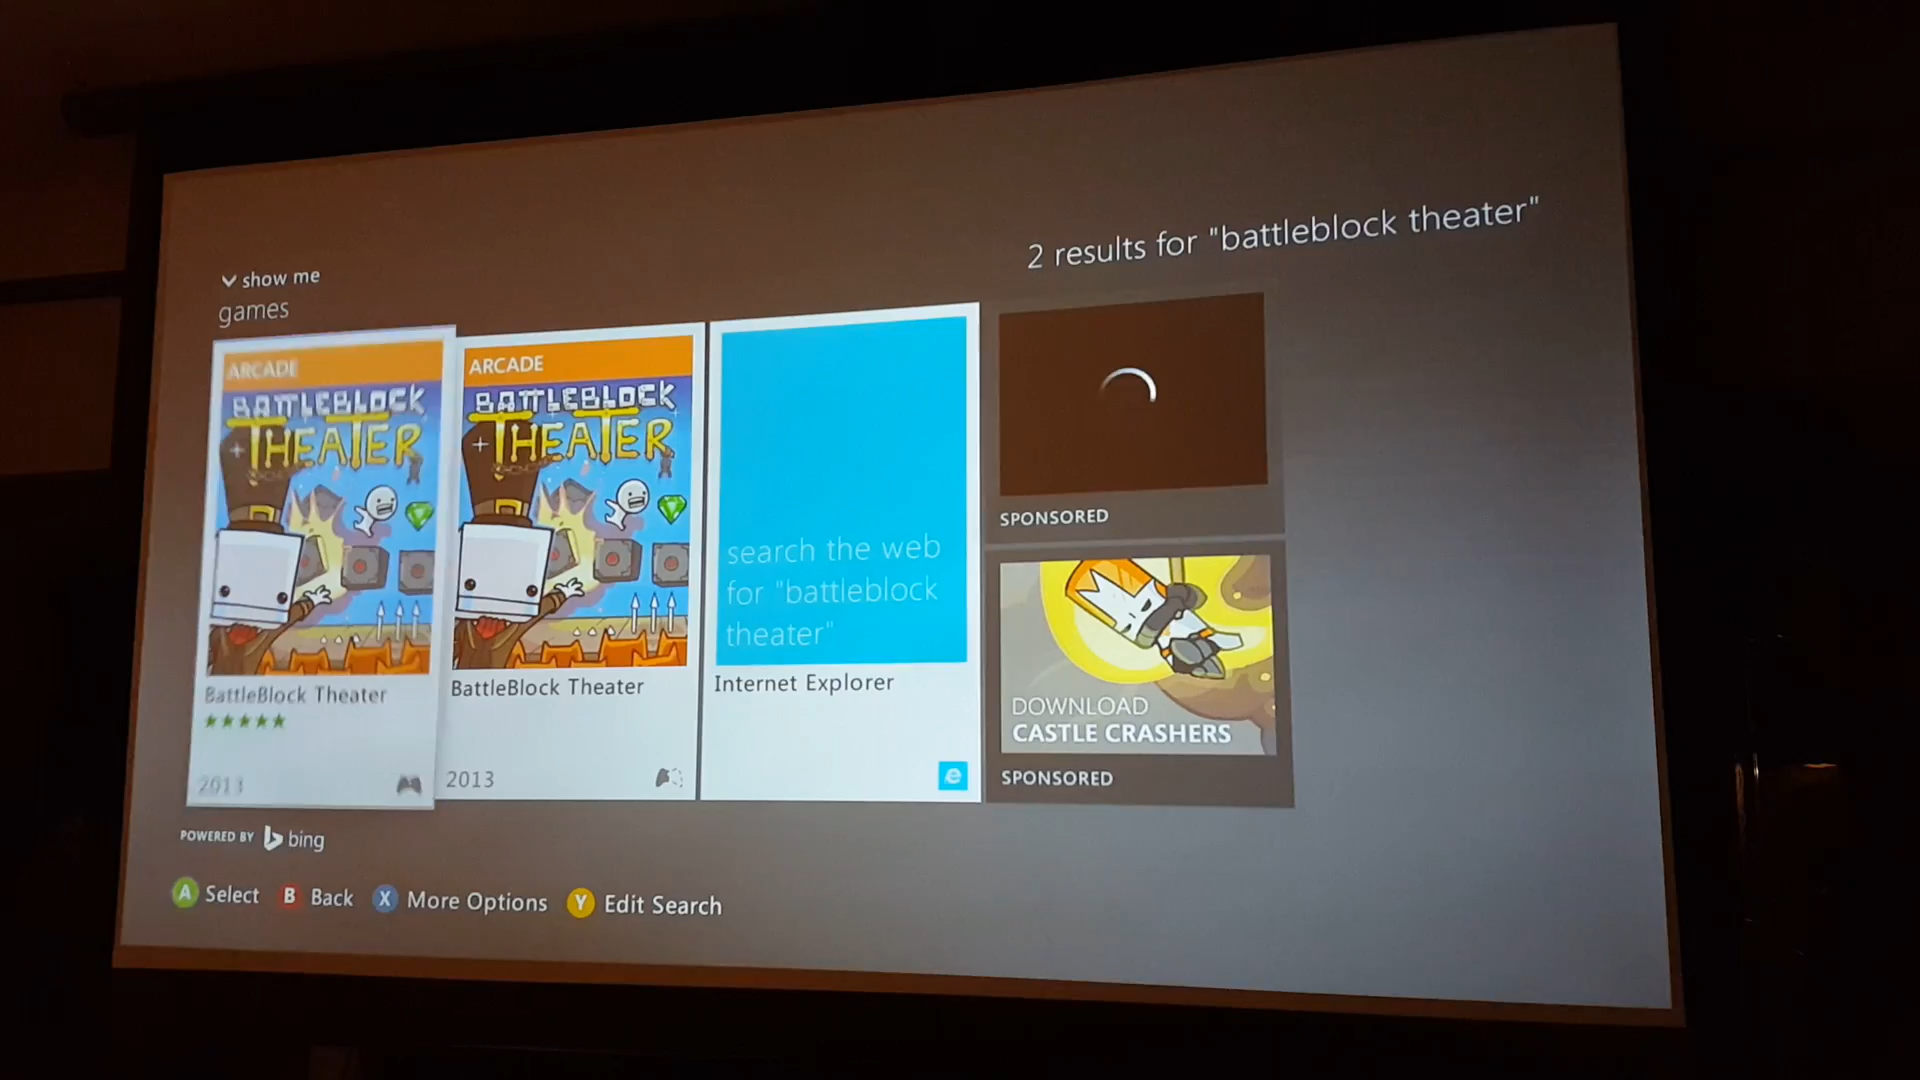 2 results for "battleblock theater"
show me
games
ARCADE
BATTLEBLOCK
THEATER
BattleBlock Theater
2013
ARCADE
BATTLEBLOCK
THEATER
BattleBlock Theater
2013
search the web
for "battleblock
theater"
Internet Explorer
SPONSORED
DOWNLOAD
CASTLE CRASHERS
SPONSORED
POWERED BY bing
A Select B Back X More Options Y Edit Search